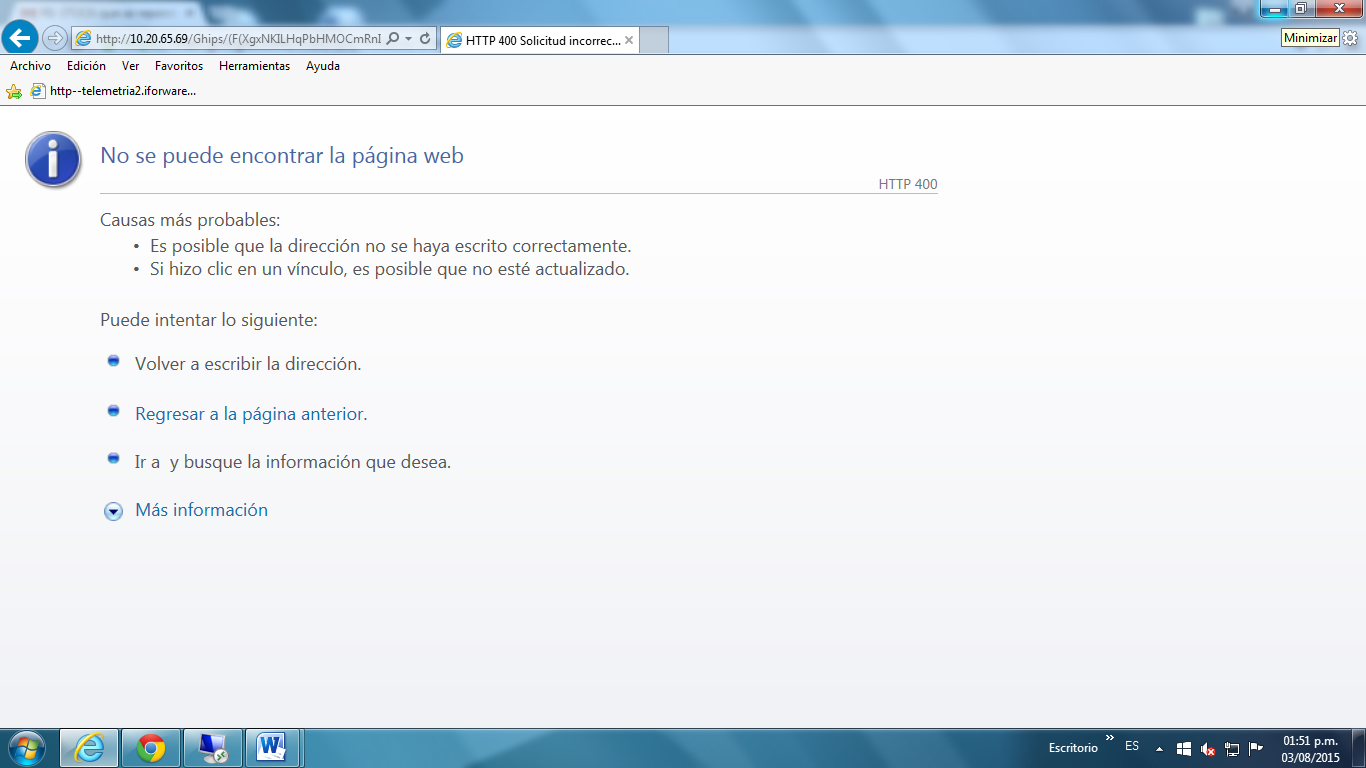 http://10.20.65.69/Ghips/(F(XgxNKILHqPbHMOCmRnI
HTTP 400 Solicitud incorrec...
Minimizar
Archivo Edición Ver Favoritos Herramientas Ayuda
http--telemetria2.iforware...
No se puede encontrar la página web
HTTP 400
Causas más probables:
• Es posible que la dirección no se haya escrito correctamente.
• Si hizo clic en un vínculo, es posible que no esté actualizado.
Puede intentar lo siguiente:
Volver a escribir la dirección.
Regresar a la página anterior.
Ir a  y busque la información que desea.
Más información
Escritorio » ES
01:51 p.m.
03/08/2015